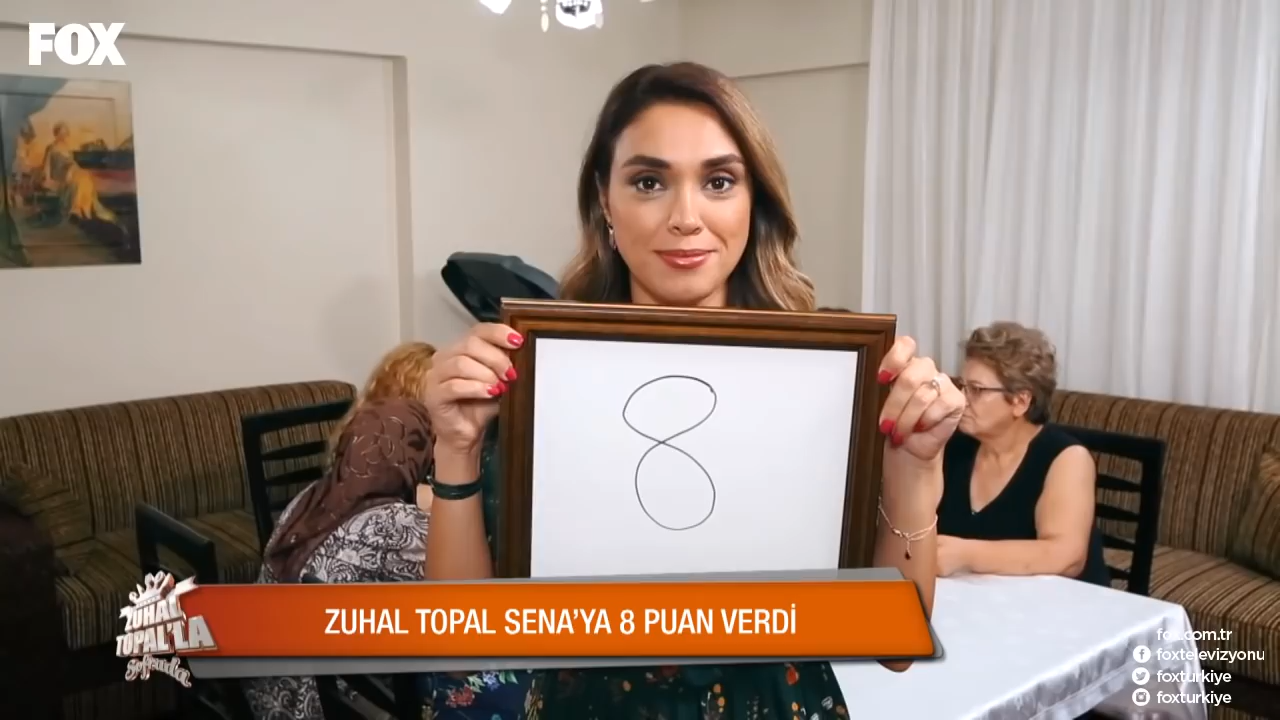 FOX
8
ZUHAL TOPAL SENA'YA 8 PUAN VERDİ
ZUHAL
TOPAL'LA
Sofrada
fox.com.tr
foxtelevizyonu
foxturkiye
foxturkiye